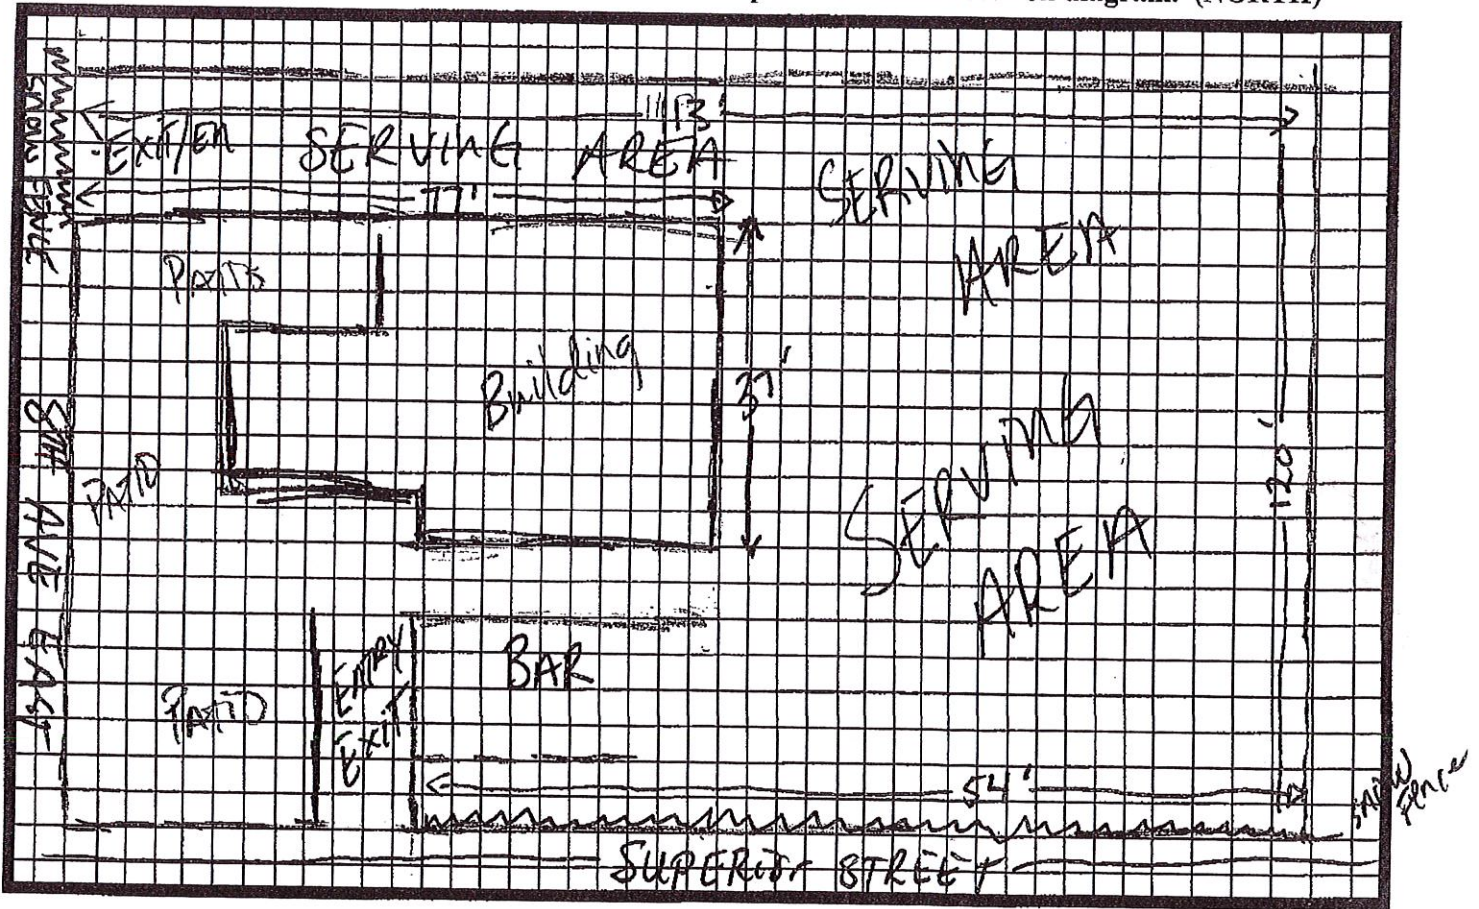 diagram. (NORTH)
113'
EXIT/EN SERVING AREA
77'
SERVING
AREA
SNOW FENCE
PATIO
Building
37'
8TH AVE EAST
PATIO
SERVING
AREA
120'
ENTRY
EXIT
BAR
PATIO
54'
SNOW
Fence
SUPERIOR STREET